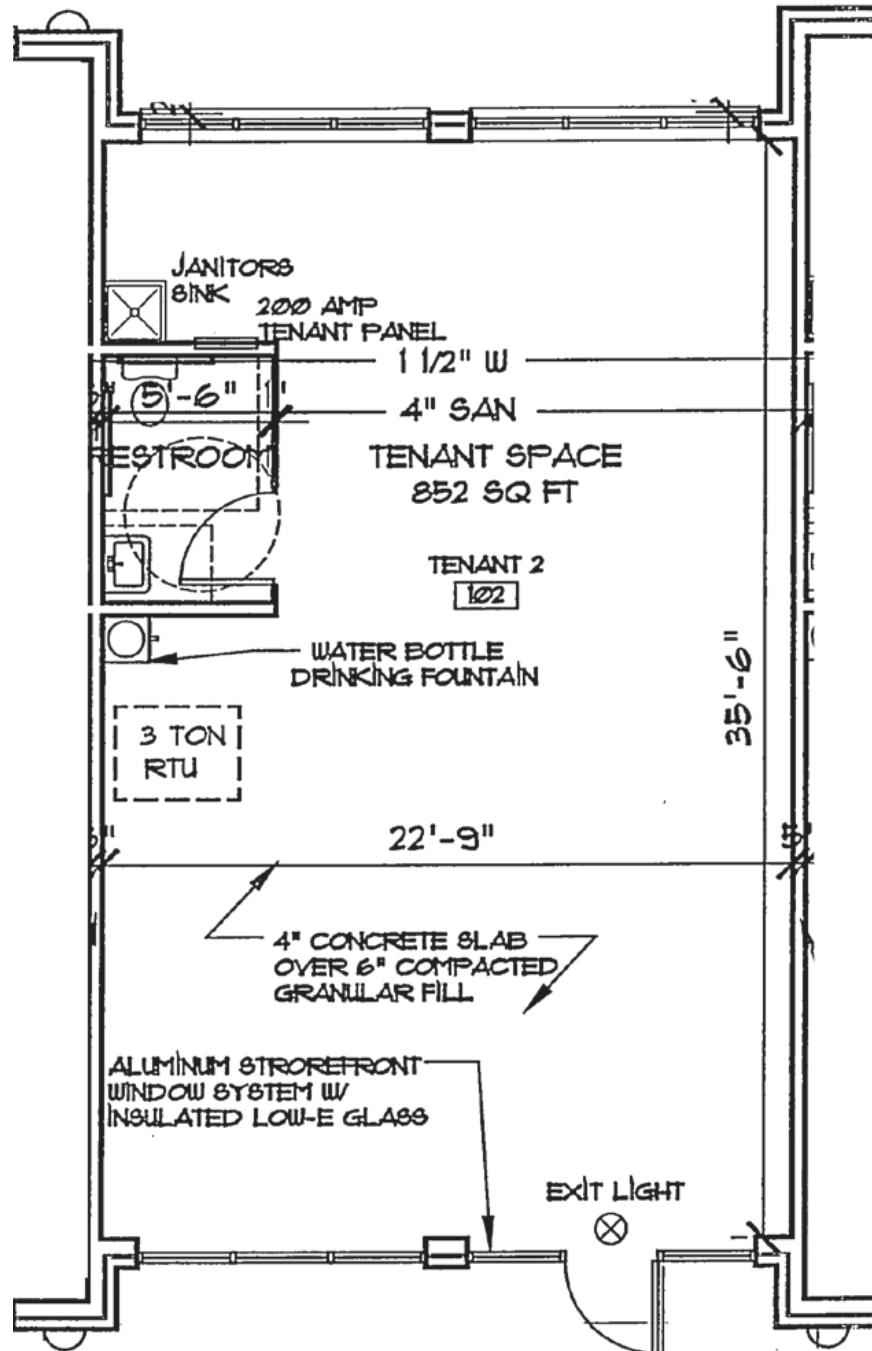 JANITORS
SINK
200 AMP
TENANT PANEL
1 1/2" W
5'-6"
4" SAN
RESTROOM
TENANT SPACE
852 SQ FT
TENANT 2
102
WATER BOTTLE
DRINKING FOUNTAIN
35'-6"
3 TON
RTU
22'-9"
4" CONCRETE SLAB
OVER 6" COMPACTED
GRANULAR FILL
ALUMINUM STROREFRONT
WINDOW SYSTEM W/
INSULATED LOW-E GLASS
EXIT LIGHT